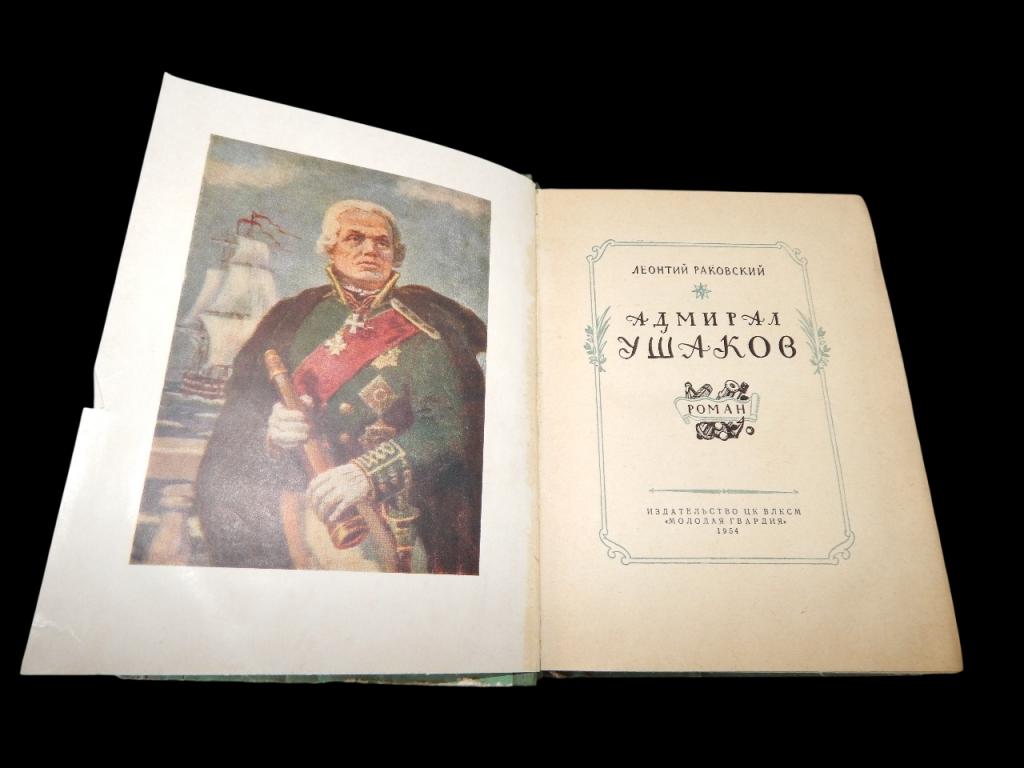 ЛЕОНТИЙ РАКОВСКИЙ
АДМИРАЛ
УШАКОВ
РОМАН
ИЗДАТЕЛЬСТВО ЦК ВЛКСМ
«МОЛОДАЯ ГВАРДИЯ»
1954